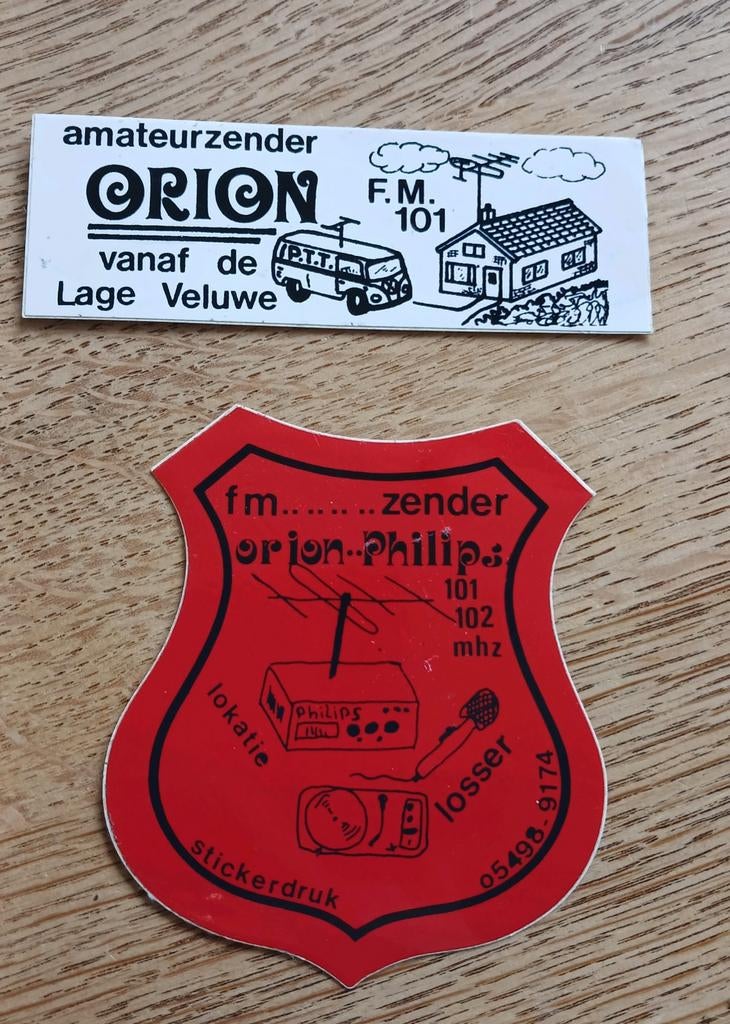 amateurzender
ORION
F.M.
101
vanaf de
P.T.T.
Lage Veluwe
fm.........zender
orion..Philips.
101
102
mhz
PHILIPS
lokatie
losser
stickerdruk
05498-9174